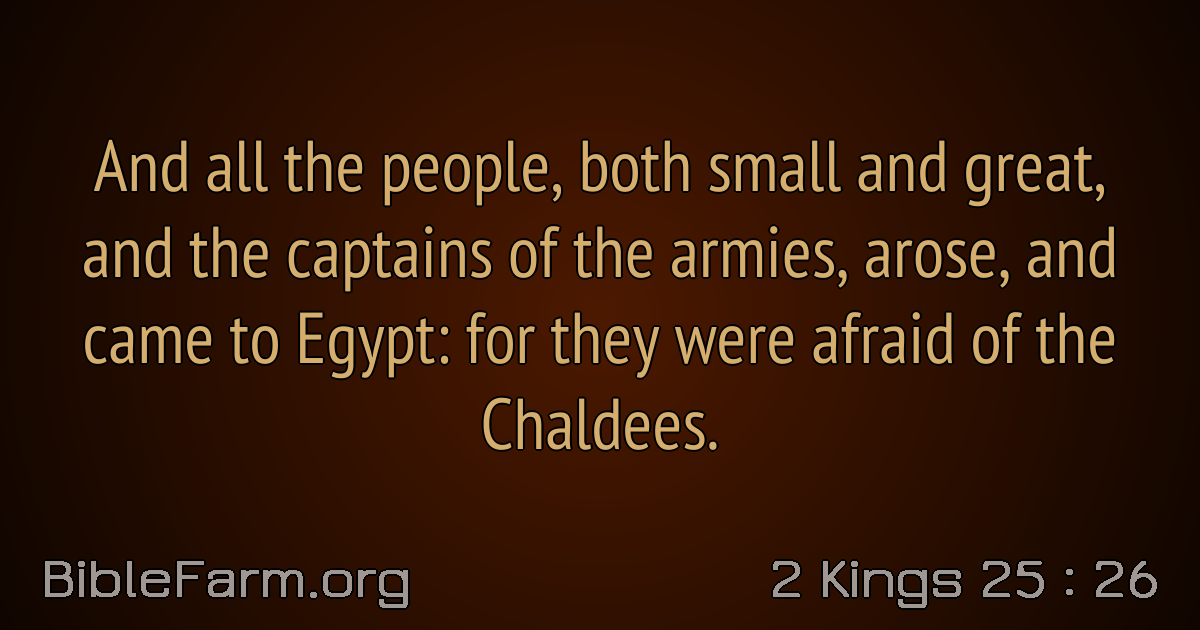 And all the people, both small and great,
and the captains of the armies, arose, and
came to Egypt: for they were afraid of the
Chaldees.
BibleFarm.org
2 Kings 25 : 26